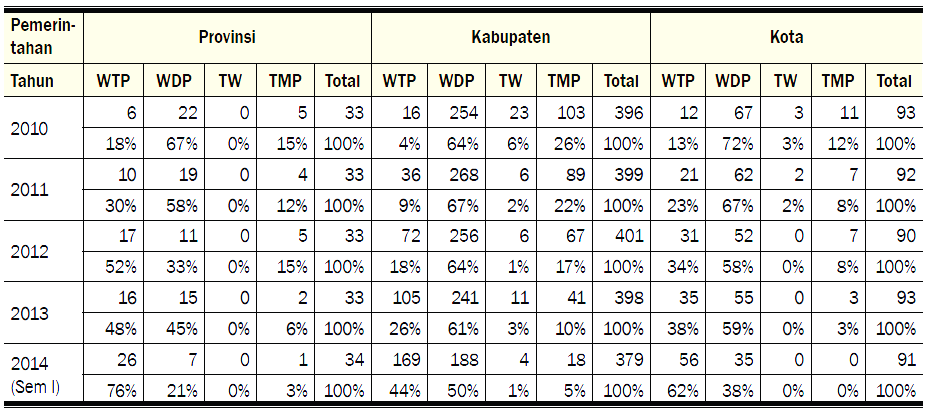 Pemerin-
tahan Provinsi Kabupaten Kota
Tahun WTP WDP TW TMP Total WTP WDP TW TMP Total WTP WDP TW TMP Total
2010 6 22 0 5 33 16 254 23 103 396 12 67 3 11 93
18% 67% 0% 15% 100% 4% 64% 6% 26% 100% 13% 72% 3% 12% 100%
2011 10 19 0 4 33 36 268 6 89 399 21 62 2 7 92
30% 58% 0% 12% 100% 9% 67% 2% 22% 100% 23% 67% 2% 8% 100%
2012 17 11 0 5 33 72 256 6 67 401 31 52 0 7 90
52% 33% 0% 15% 100% 18% 64% 1% 17% 100% 34% 58% 0% 8% 100%
2013 16 15 0 2 33 105 241 11 41 398 35 55 0 3 93
48% 45% 0% 6% 100% 26% 61% 3% 10% 100% 38% 59% 0% 3% 100%
2014 26 7 0 1 34 169 188 4 18 379 56 35 0 0 91
(Sem I) 76% 21% 0% 3% 100% 44% 50% 1% 5% 100% 62% 38% 0% 0% 100%